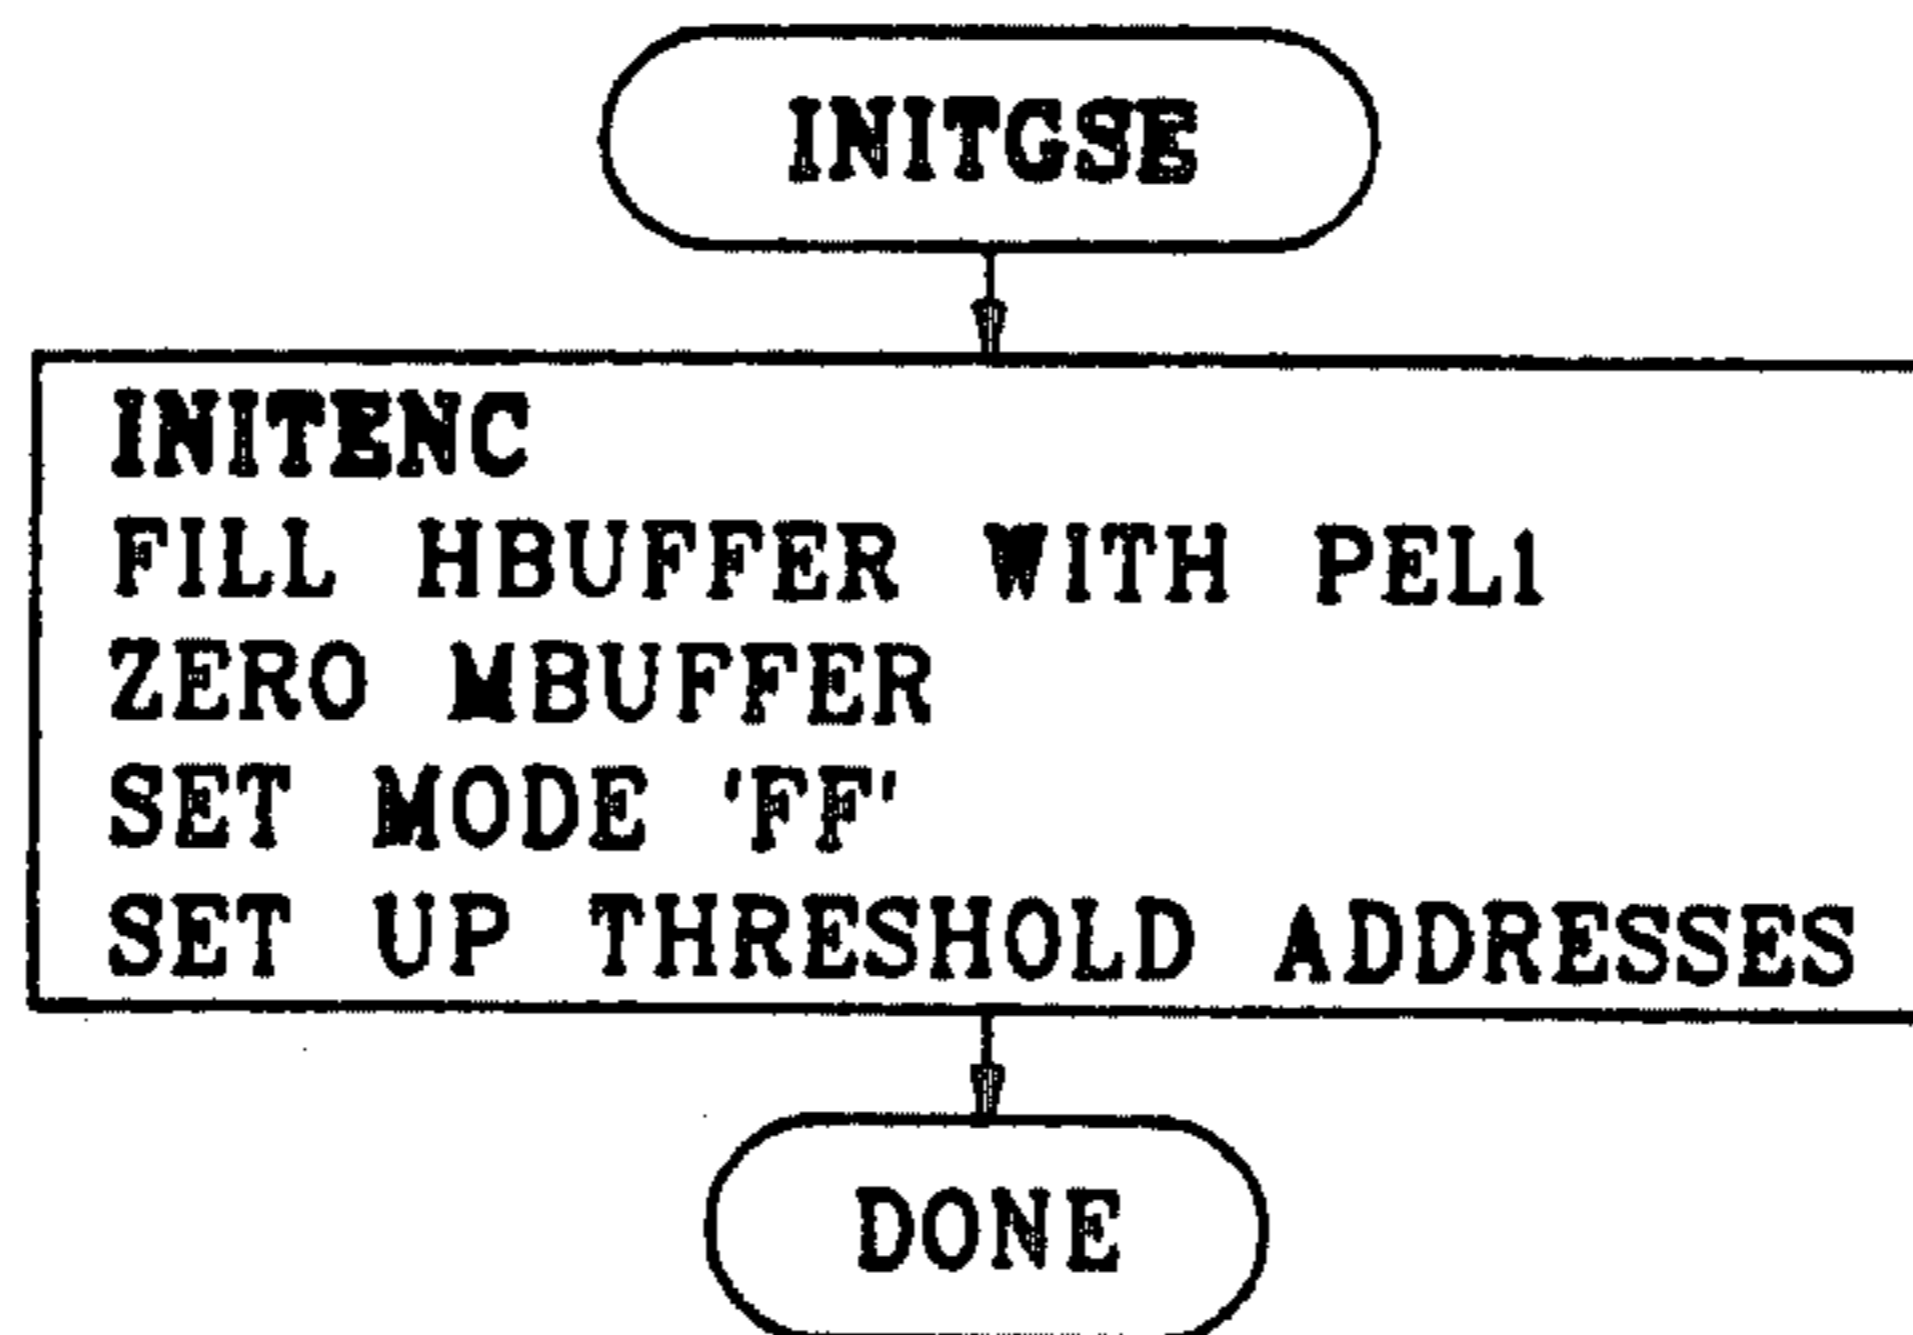 INITGSE
INITENC
FILL HBUFFER WITH PEL1
ZERO MBUFFER
SET MODE 'FF'
SET UP THRESHOLD ADDRESSES
DONE